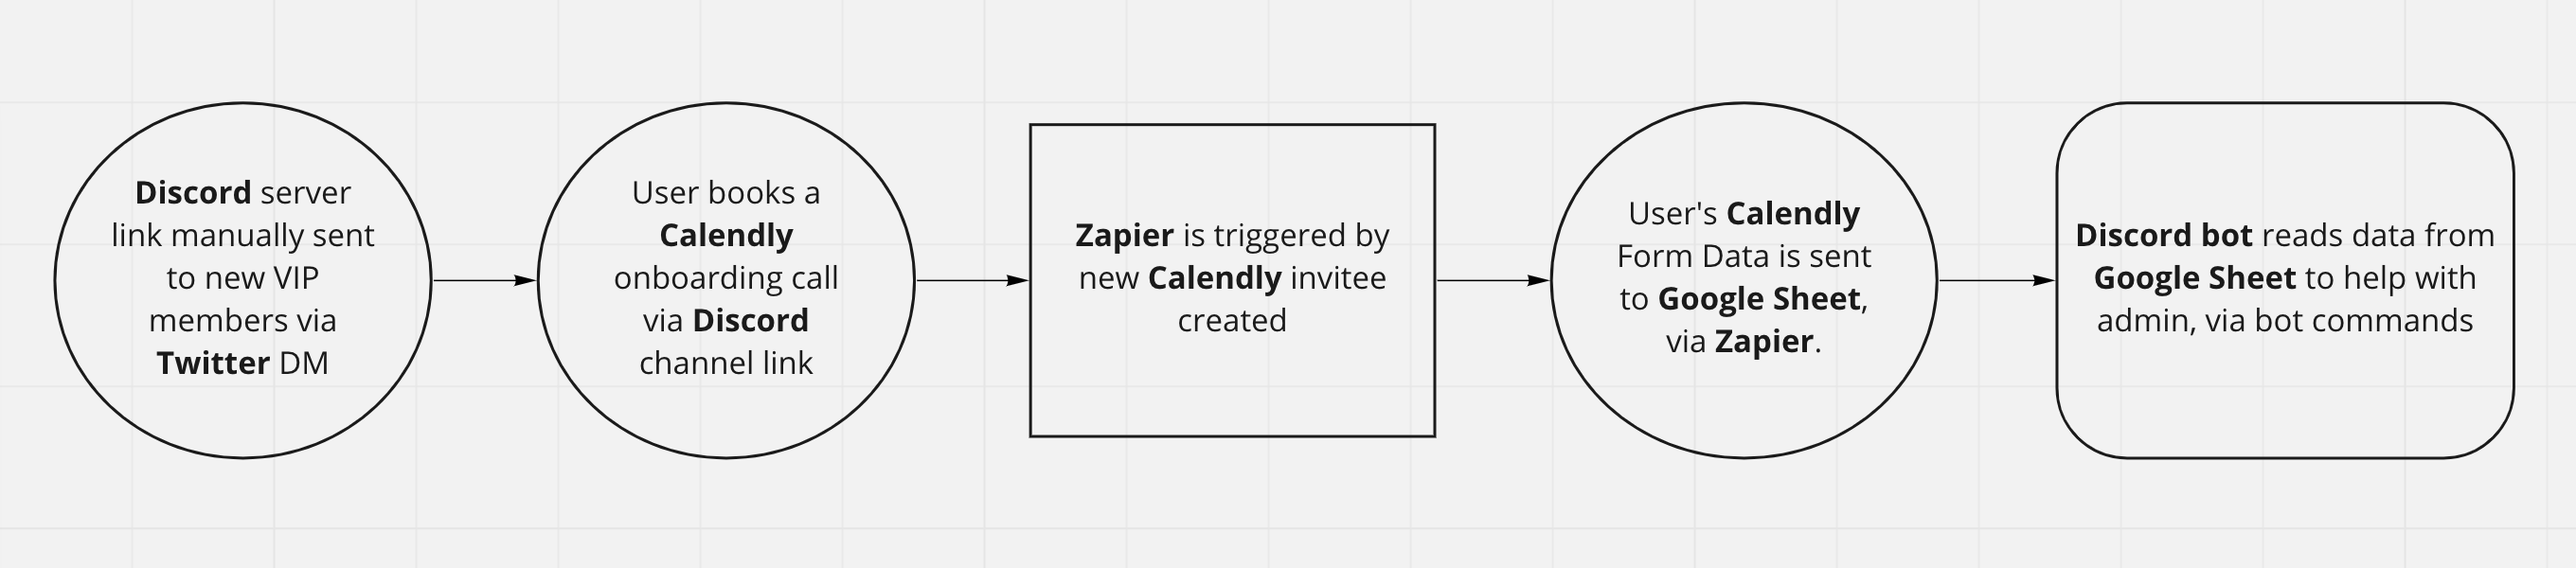 Discord server
link manually sent
to new VIP
members via
Twitter DM
User books a
Calendly
onboarding call
via Discord
channel link
Zapier is triggered by
new Calendly invitee
created
User's Calendly
Form Data is sent
to Google Sheet,
via Zapier.
Discord bot reads data from
Google Sheet to help with
admin, via bot commands